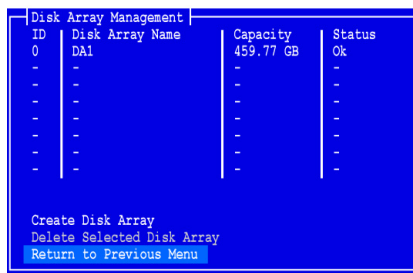 Disk Array Management
ID Disk Array Name Capacity Status
0 DA1 459.77 GB Ok
- - - -
- - - -
- - - -
- - - -
- - - -
- - - -
- - - -
Create Disk Array
Delete Selected Disk Array
Return to Previous Menu